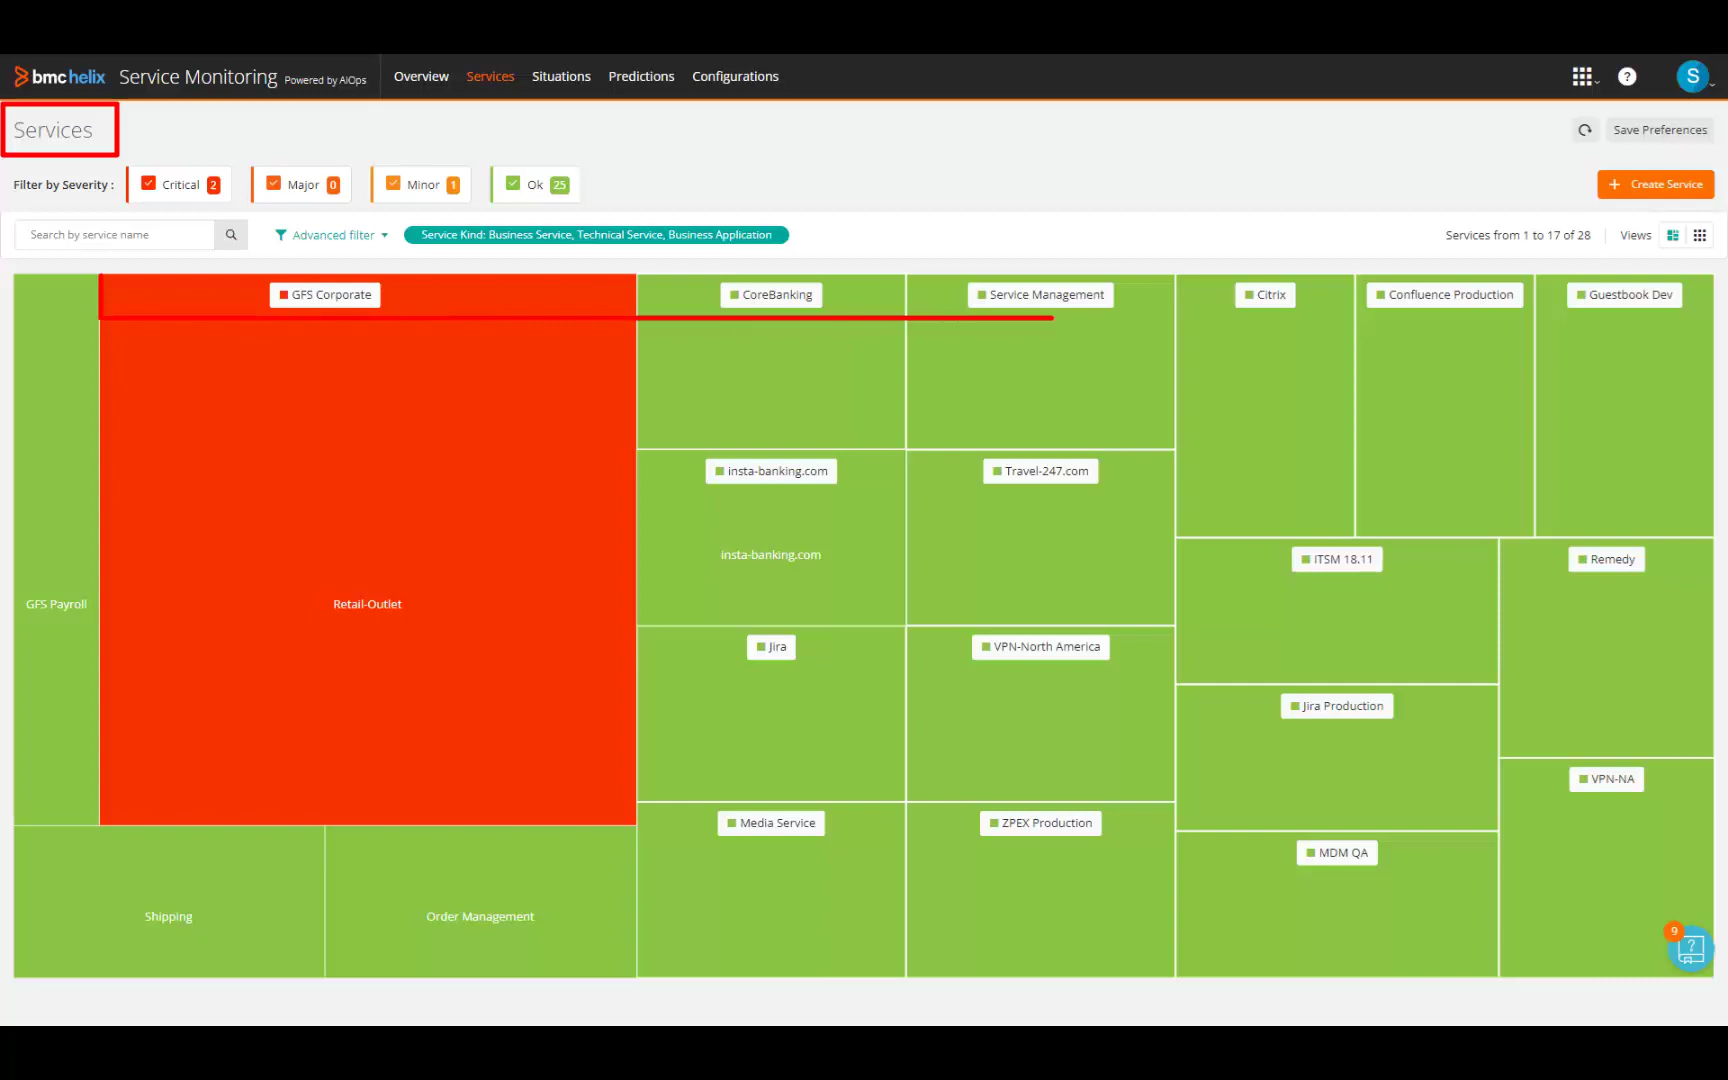 bmchelix Service Monitoring Powered by AIOps Overview Services Situations Predictions Configurations ? S
Services
Save Preferences
Filter by Severity : Critical 2 Major 0 Minor 1 Ok 25
+ Create Service
Search by service name Advanced filter Service Kind: Business Service, Technical Service, Business Application Services from 1 to 17 of 28 Views
GFS Corporate CoreBanking Service Management Citrix Confluence Production Guestbook Dev
insta-banking.com Travel-247.com
insta-banking.com
ITSM 18.11 Remedy
GFS Payroll Retail-Outlet
Jira VPN-North America
Jira Production
VPN-NA
Media Service ZPEX Production
MDM QA
Shipping Order Management
9
?